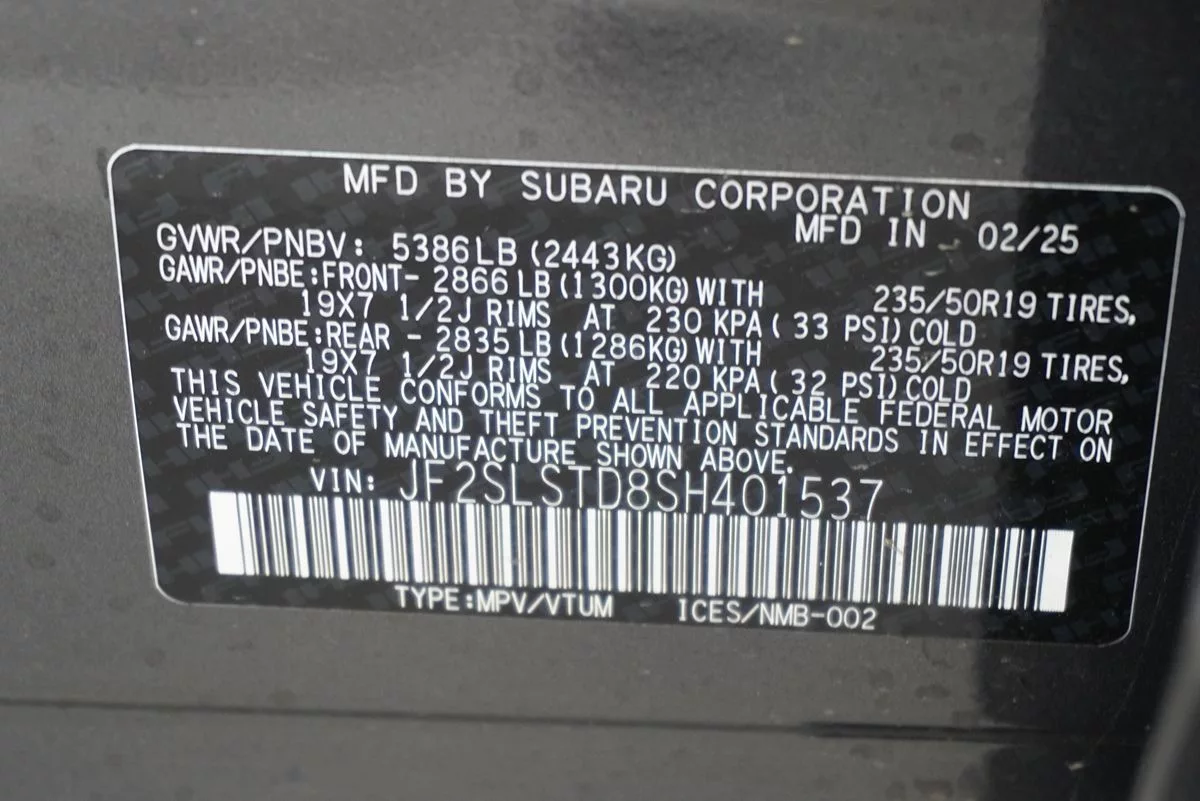 MFD BY SUBARU CORPORATION
MFD IN 02/25
GVWR/PNBV: 5386LB (2443KG)
GAWR/PNBE:FRONT- 2866 LB (1300KG) WITH 235/50R19 TIRES,
19X7 1/2J RIMS AT 230 KPA ( 33 PSI) COLD
GAWR/PNBE:REAR - 2835 LB (1286KG) WITH 235/50R19 TIRES,
19X7 1/2J RIMS AT 220 KPA ( 32 PSI) COLD
THIS VEHICLE CONFORMS TO ALL APPLICABLE FEDERAL MOTOR
VEHICLE SAFETY AND THEFT PREVENTION STANDARDS IN EFFECT ON
THE DATE OF MANUFACTURE SHOWN ABOVE.
VIN: JF2SLSTD8SH401537
TYPE:MPV/VTUM ICES/NMB-002